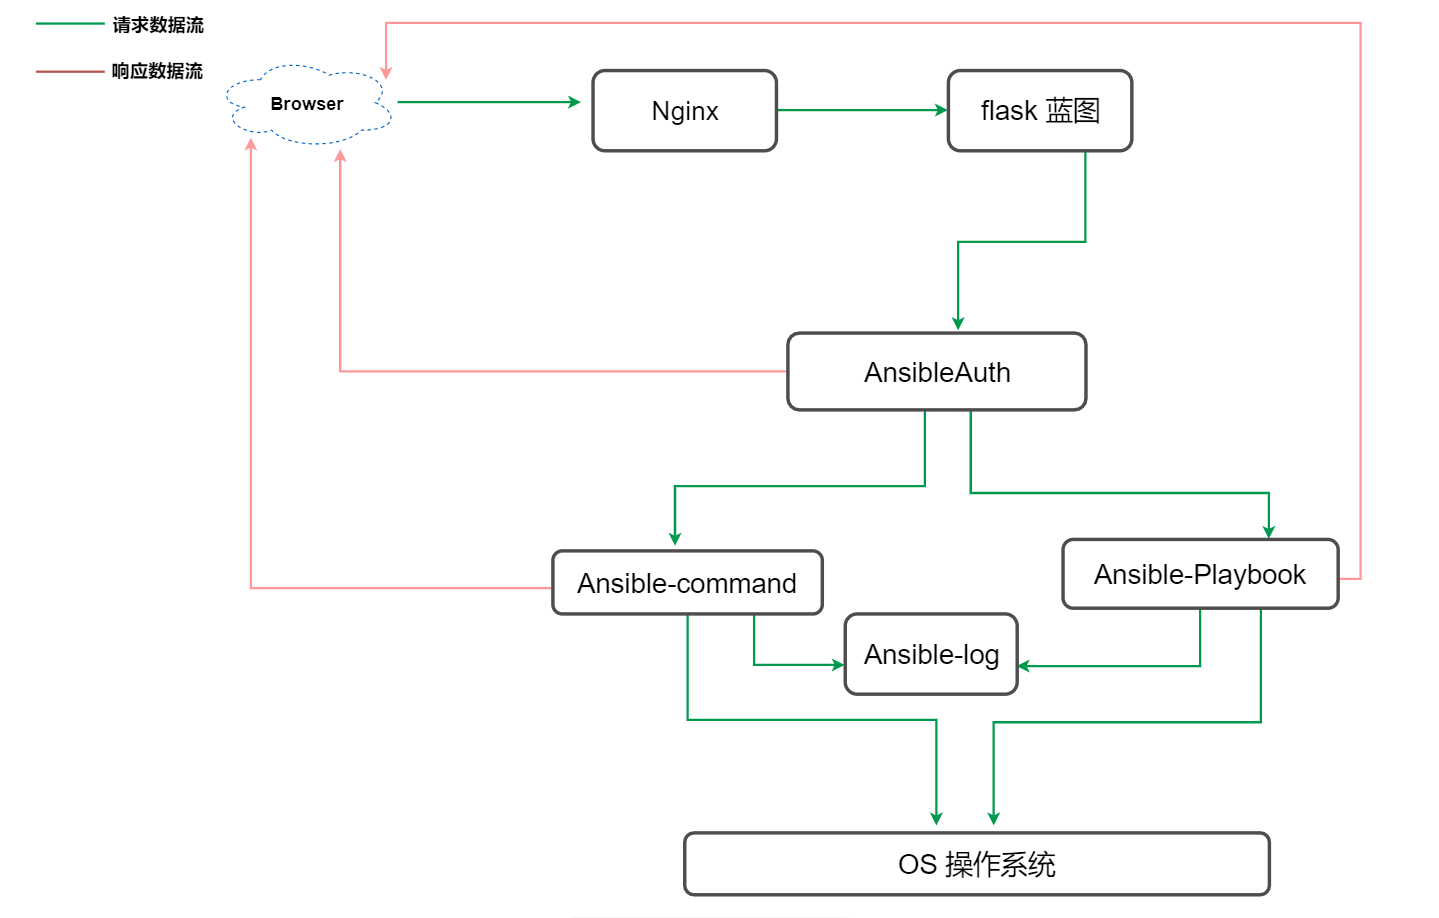 请求数据流
响应数据流
Browser
Nginx
flask 蓝图
AnsibleAuth
Ansible-command
Ansible-Playbook
Ansible-log
OS 操作系统